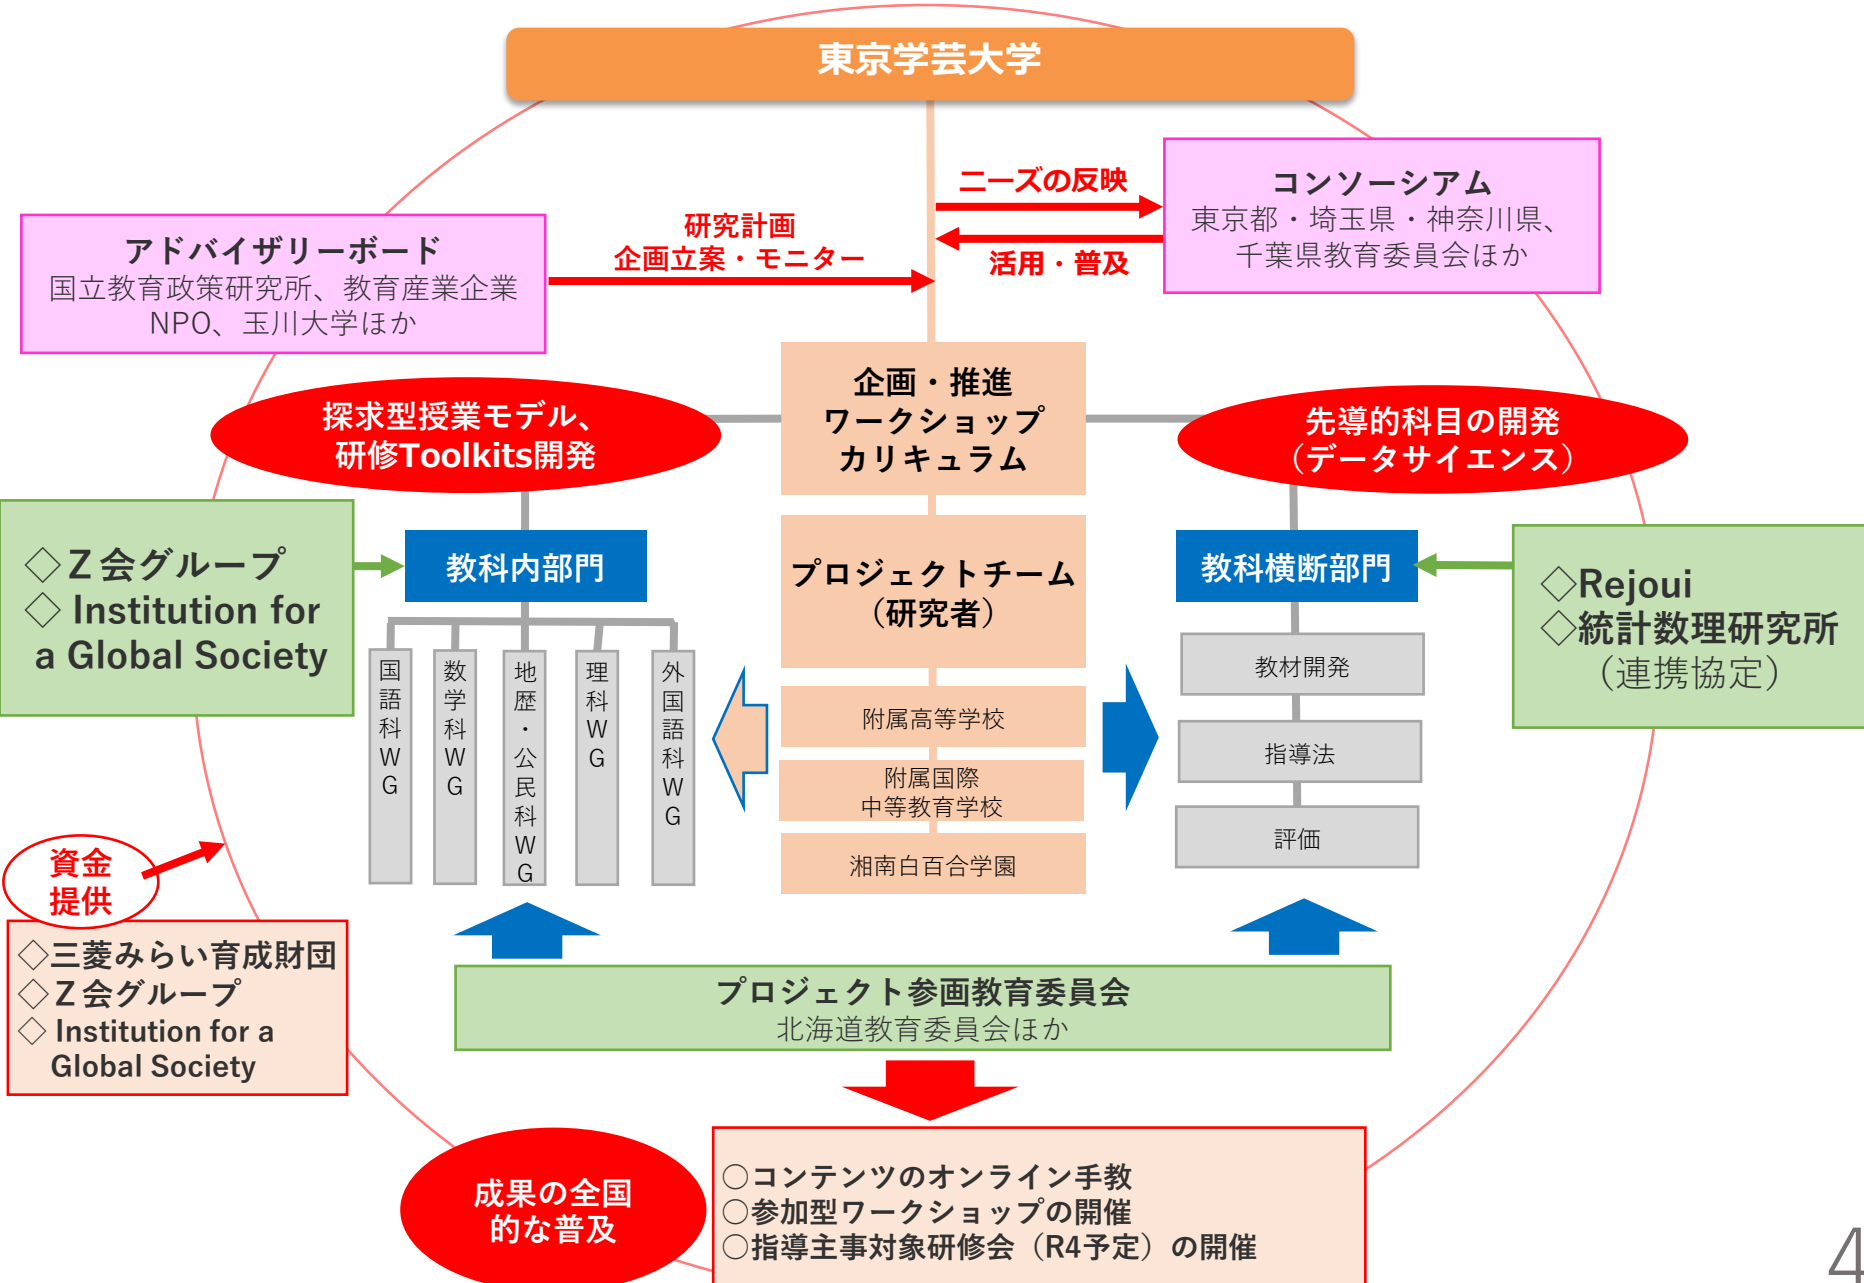 東京学芸大学
コンソーシアム
東京都・埼玉県・神奈川県、
千葉県教育委員会ほか
ニーズの反映
活用・普及
研究計画
企画立案・モニター
アドバイザリーボード
国立教育政策研究所、教育産業企業
NPO、玉川大学ほか
企画・推進
ワークショップ
カリキュラム
探求型授業モデル、
研修Toolkits開発
先導的科目の開発
（データサイエンス）
◇Ｚ会グループ
◇ Institution for
a Global Society
教科内部門
プロジェクトチーム
（研究者）
教科横断部門
◇Rejoui
◇統計数理研究所
（連携協定）
国語科WG
数学科WG
地歴・公民科WG
理科WG
外国語科WG
附属高等学校
附属国際
中等教育学校
湘南白百合学園
教材開発
指導法
評価
資金
提供
◇三菱みらい育成財団
◇Ｚ会グループ
◇ Institution for a
Global Society
プロジェクト参画教育委員会
北海道教育委員会ほか
成果の全国
的な普及
○コンテンツのオンライン手教
○参加型ワークショップの開催
○指導主事対象研修会（R4予定）の開催
4